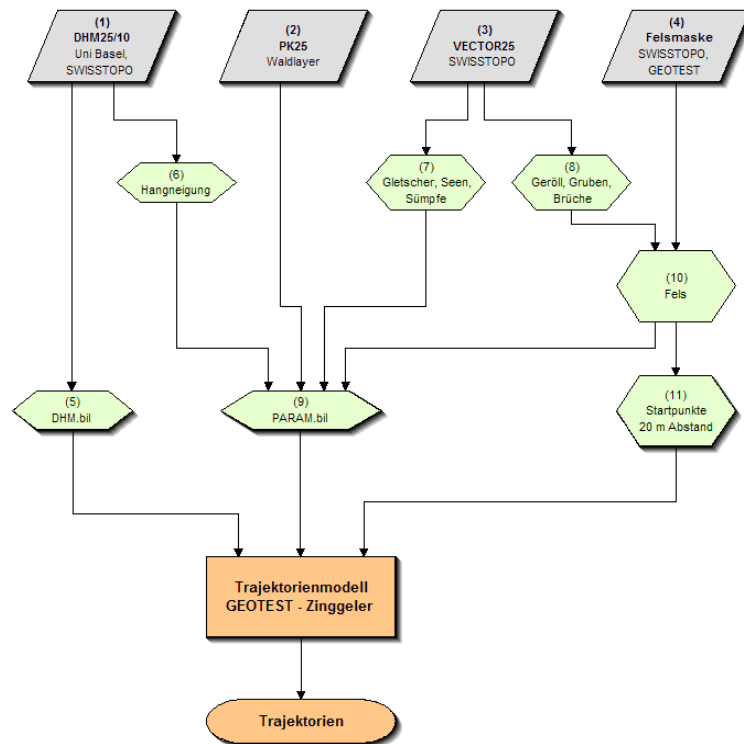 (1)
DHM25/10
Uni Basel,
SWISSTOPO
(2)
PK25
Waldlayer
(3)
VECTOR25
SWISSTOPO
(4)
Felsmaske
SWISSTOPO,
GEOTEST
(6)
Hangneigung
(7)
Gletscher, Seen,
Sümpfe
(8)
Geröll, Gruben,
Brüche
(10)
Fels
(5)
DHM.bil
(9)
PARAM.bil
(11)
Startpunkte
20 m Abstand
Trajektorienmodell
GEOTEST - Zinggeler
Trajektorien